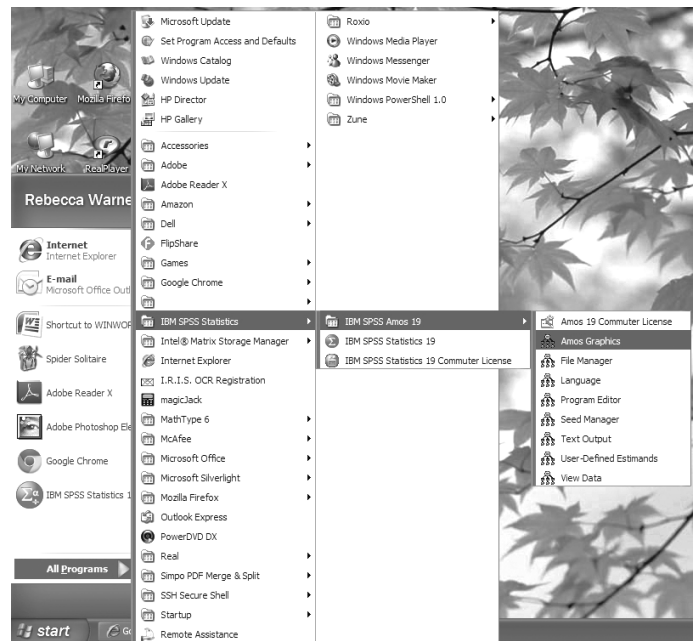 My Computer
Mozilla Firefo
My Network
RealPlayer
Rebecca Warne
Internet
Internet Explorer
E-mail
Microsoft Office Outl
Shortcut to WINWOR
Spider Solitaire
Adobe Reader X
Adobe Photoshop Ele
Google Chrome
IBM SPSS Statistics 1
All Programs
start
Go
Microsoft Update
Set Program Access and Defaults
Windows Catalog
Windows Update
HP Director
HP Gallery
Accessories
Adobe
Adobe Reader X
Amazon
Dell
FlipShare
Games
Google Chrome
IBM SPSS Statistics
Intel® Matrix Storage Manager
Internet Explorer
I.R.I.S. OCR Registration
magicJack
MathType 6
McAfee
Microsoft Office
Microsoft Silverlight
Mozilla Firefox
Outlook Express
PowerDVD DX
Real
Simpo PDF Merge & Split
SSH Secure Shell
Startup
Remote Assistance
Roxio
Windows Media Player
Windows Messenger
Windows Movie Maker
Windows PowerShell 1.0
Zune
IBM SPSS Amos 19
IBM SPSS Statistics 19
IBM SPSS Statistics 19 Commuter License
Amos 19 Commuter License
Amos Graphics
File Manager
Language
Program Editor
Seed Manager
Text Output
User-Defined Estimands
View Data